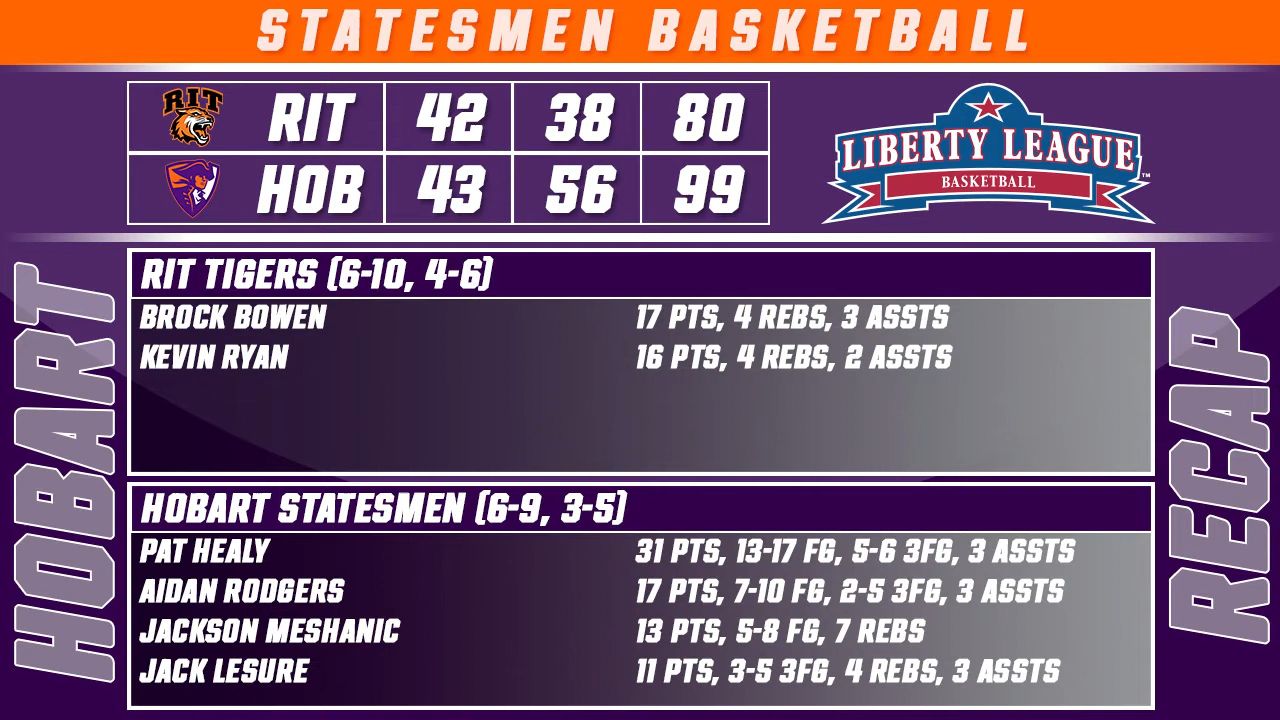 STATESMEN BASKETBALL
RIT RIT 42 38 80
HOB 43 56 99
LIBERTY LEAGUE™
BASKETBALL
HOBART
RECAP
RIT TIGERS (6-10, 4-6)
BROCK BOWEN 17 PTS, 4 REBS, 3 ASSTS
KEVIN RYAN 16 PTS, 4 REBS, 2 ASSTS
HOBART STATESMEN (6-9, 3-5)
PAT HEALY 31 PTS, 13-17 FG, 5-6 3FG, 3 ASSTS
AIDAN RODGERS 17 PTS, 7-10 FG, 2-5 3FG, 3 ASSTS
JACKSON MESHANIC 13 PTS, 5-8 FG, 7 REBS
JACK LESURE 11 PTS, 3-5 3FG, 4 REBS, 3 ASSTS